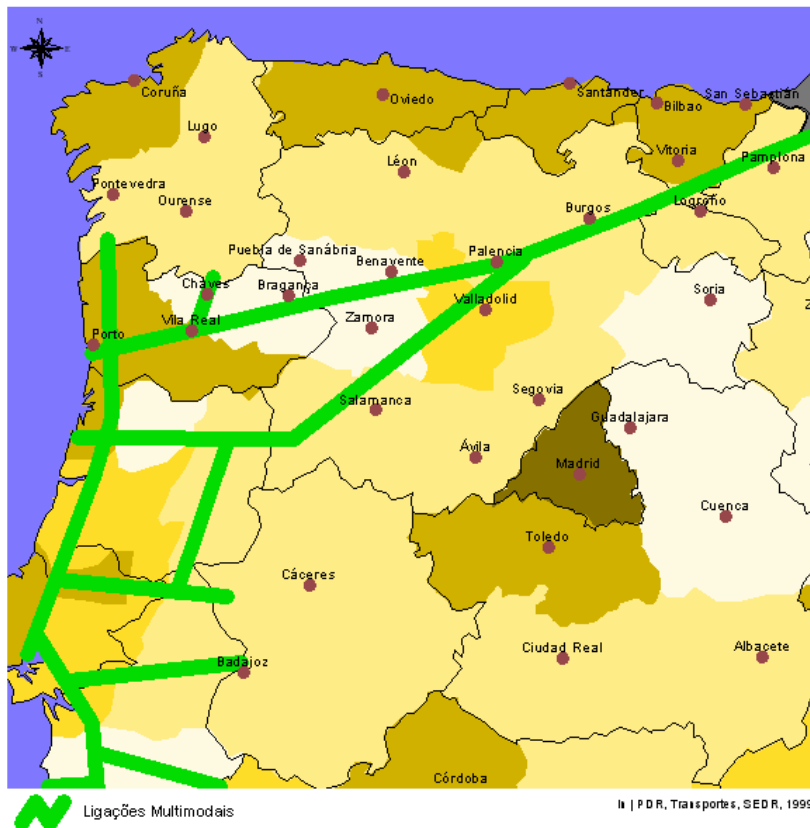 N
W E
S
Coruña
Oviedo
Santander
Bilbao
San Sebastián
Lugo
Léon
Vitoria
Pamplona
Pontevedra
Ourense
Burgos
Logroño
Puebla de Sanábria
Benavente
Palencia
Chaves
Bragança
Valladolid
Soria
Z
Porto
Vila Real
Zamora
Salamanca
Segovia
Guadalajara
Ávila
Madrid
Cuenca
Toledo
Cáceres
Badajoz
Ciudad Real
Albacete
Córdoba
Ligações Multimodais
In | PDR, Transportes, SEDR, 1999